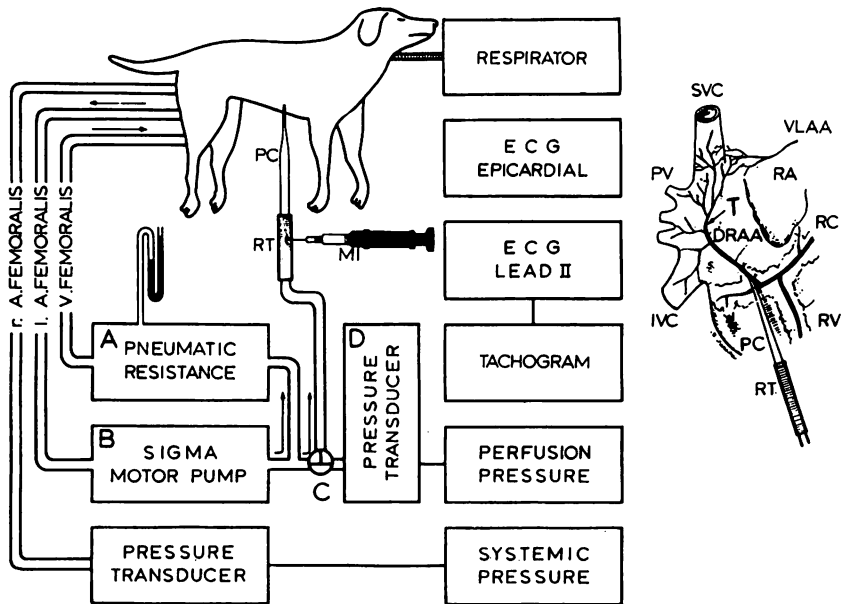 RESPIRATOR
SVC
VLAA
ECG
EPICARDIAL
PC
PV
RA
T
RT
MI
ECG
LEAD II
DRAA
RC
S
r. A.FEMORALIS
l. A.FEMORALIS
V.FEMORALIS
A
PNEUMATIC
RESISTANCE
D
PRESSURE
TRANSDUCER
TACHOGRAM
IVC
PC
RV
RT
B
SIGMA
MOTOR PUMP
C
PERFUSION
PRESSURE
PRESSURE
TRANSDUCER
SYSTEMIC
PRESSURE